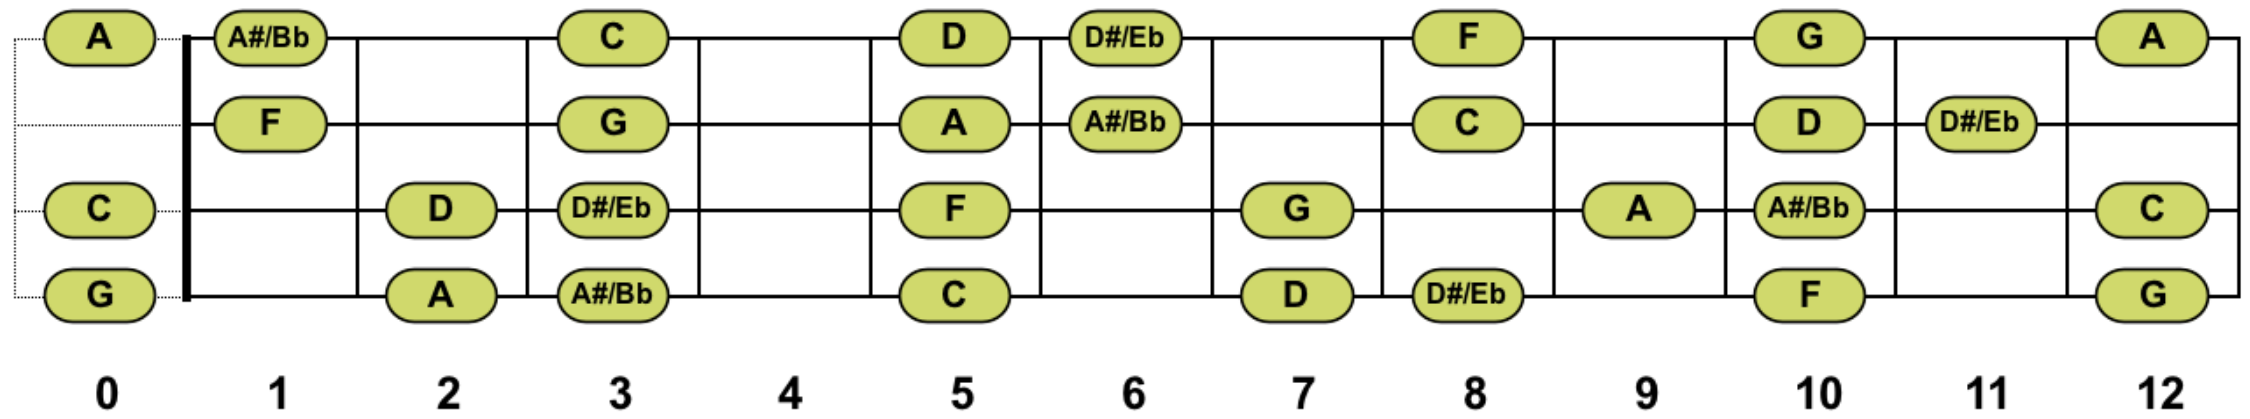 A A#/Bb C D D#/Eb F G A
F G A A#/Bb C D D#/Eb
C D D#/Eb F G A A#/Bb C
G A A#/Bb C D D#/Eb F G
0 1 2 3 4 5 6 7 8 9 10 11 12